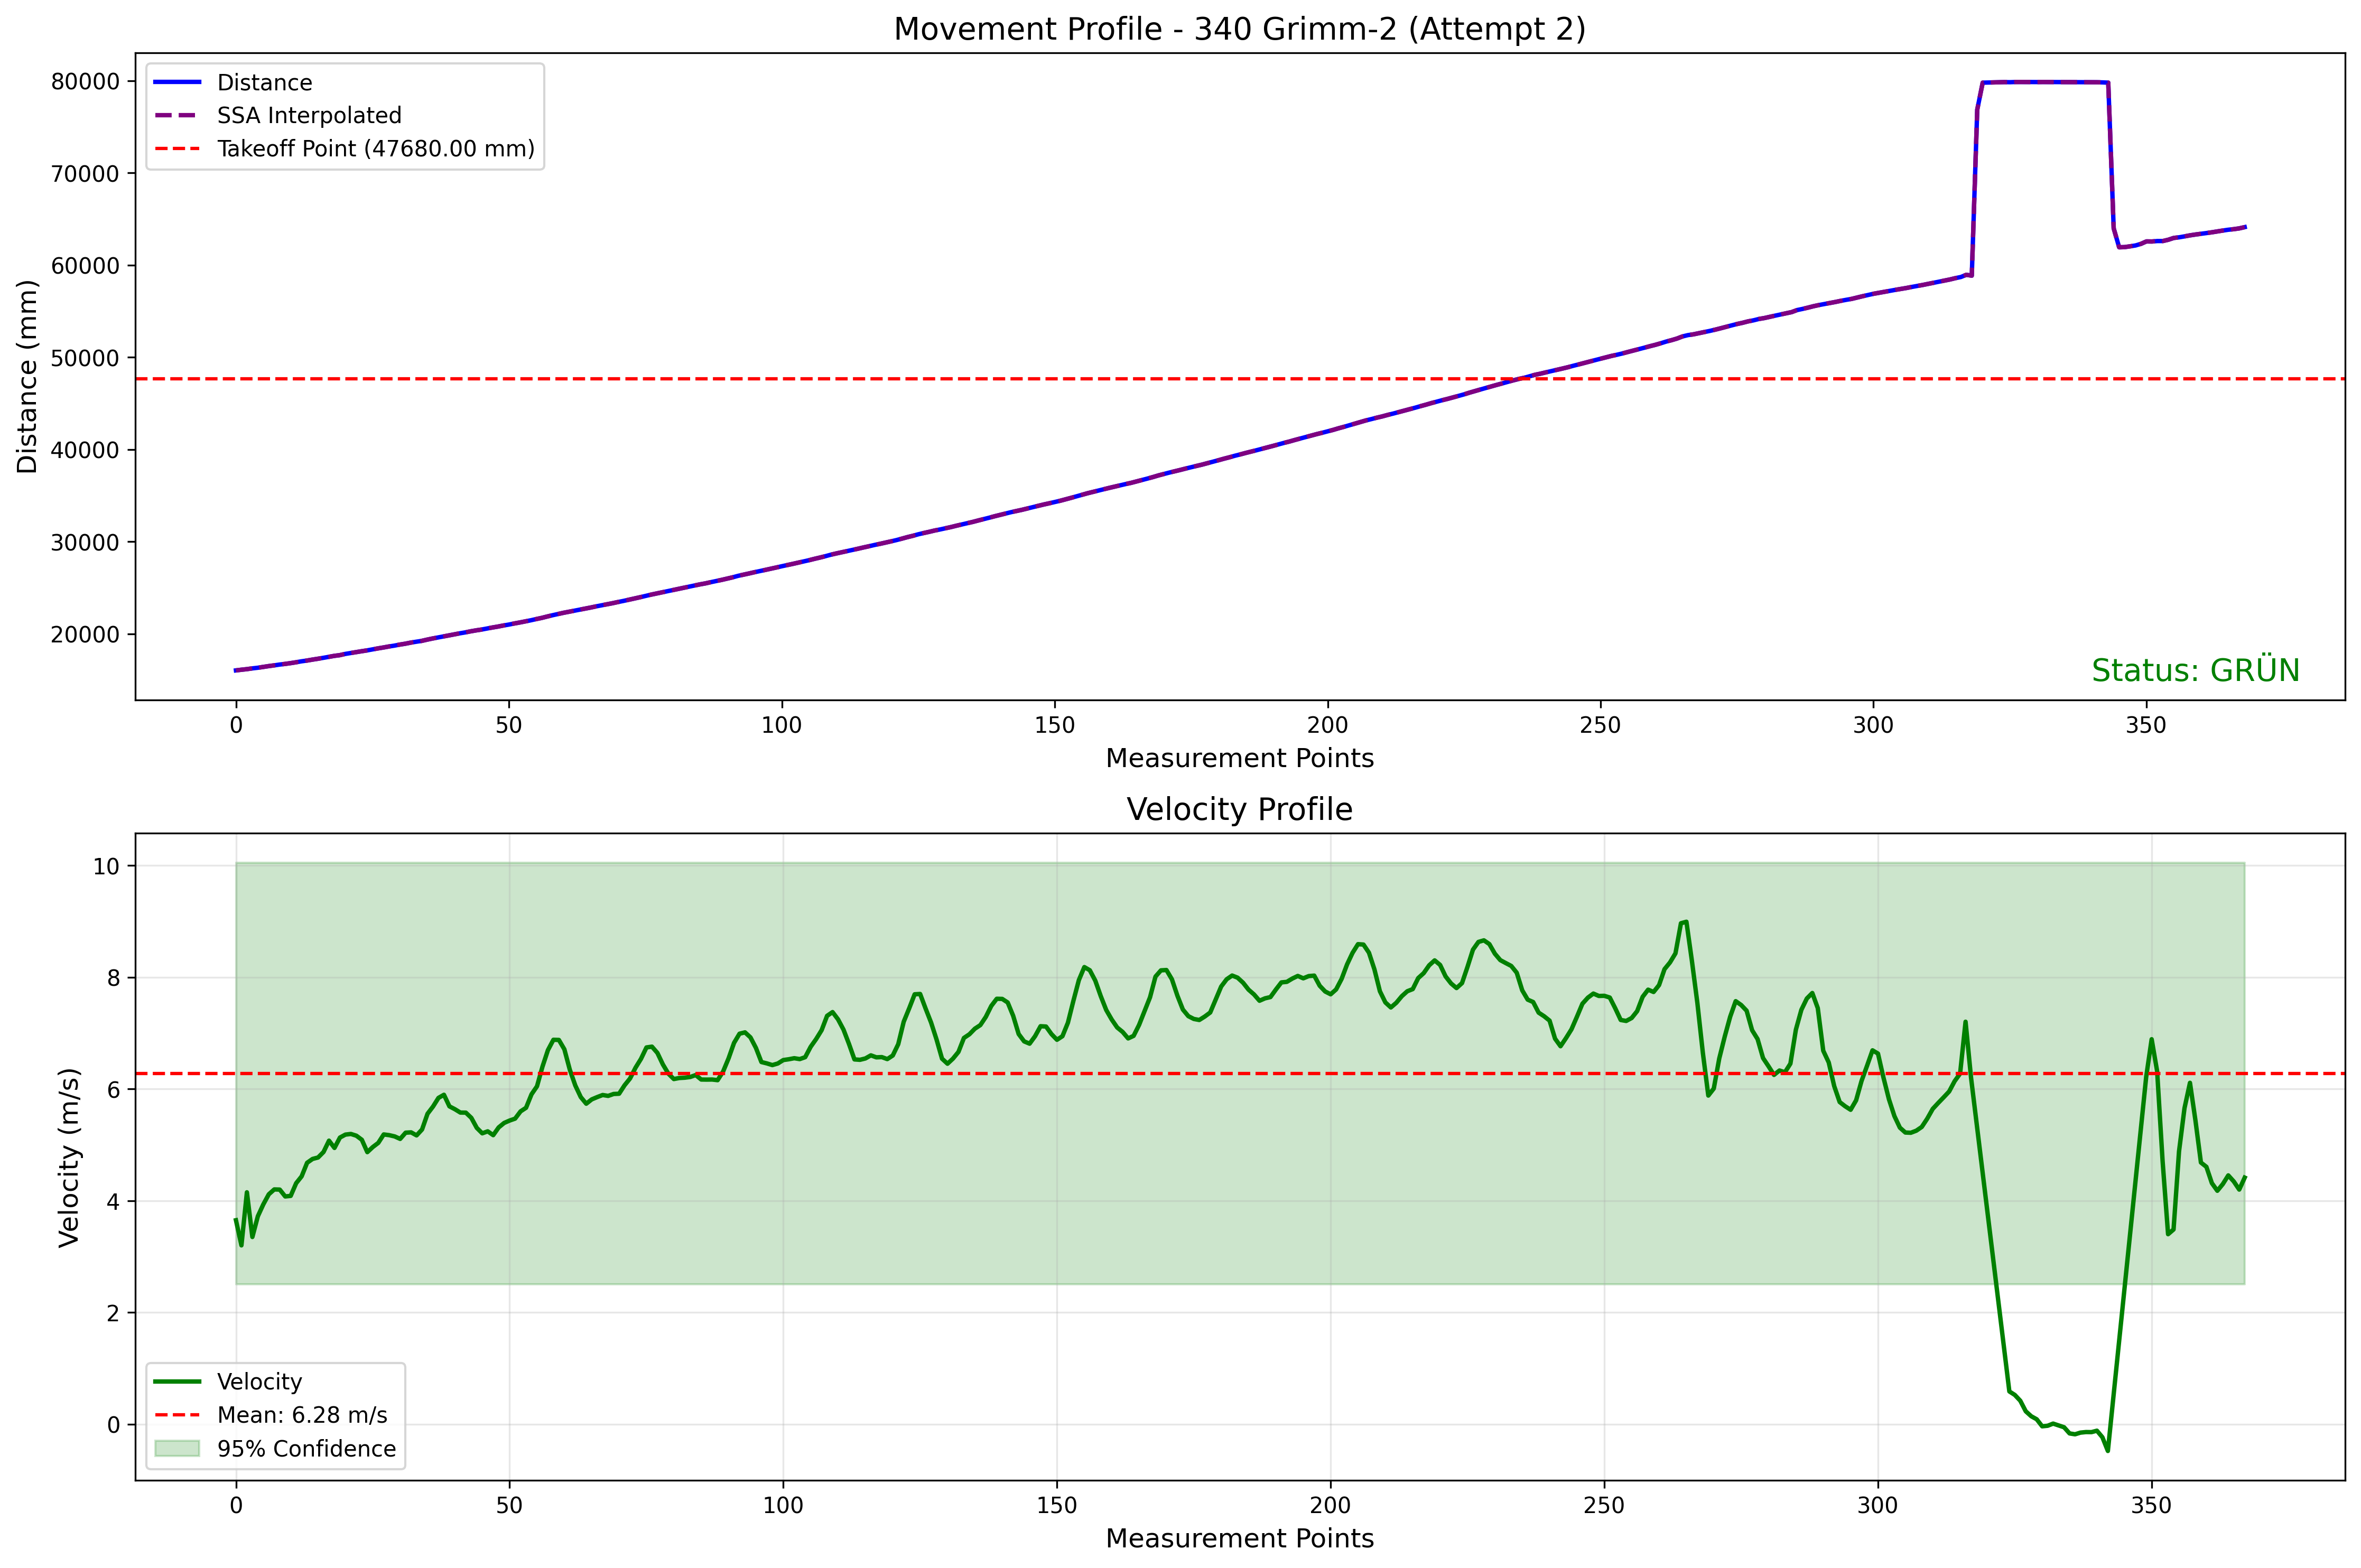 Movement Profile - 340 Grimm-2 (Attempt 2)
Distance
SSA Interpolated
Takeoff Point (47680.00 mm)
Distance (mm)
80000
70000
60000
50000
40000
30000
20000
Status: GRÜN
0 50 100 150 200 250 300 350
Measurement Points
Velocity Profile
Velocity (m/s)
10
8
6
4
2
0
Velocity
Mean: 6.28 m/s
95% Confidence
0 50 100 150 200 250 300 350
Measurement Points